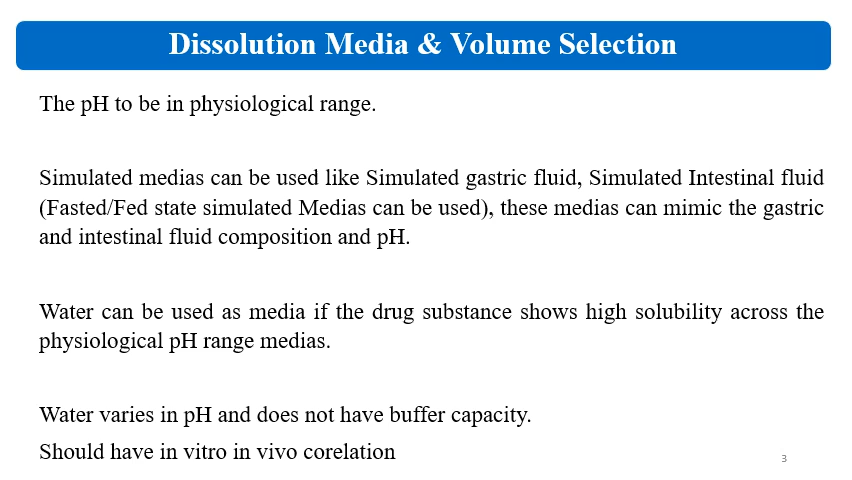 Dissolution Media & Volume Selection
The pH to be in physiological range.
Simulated medias can be used like Simulated gastric fluid, Simulated Intestinal fluid
(Fasted/Fed state simulated Medias can be used), these medias can mimic the gastric
and intestinal fluid composition and pH.
Water can be used as media if the drug substance shows high solubility across the
physiological pH range medias.
Water varies in pH and does not have buffer capacity.
Should have in vitro in vivo corelation
3